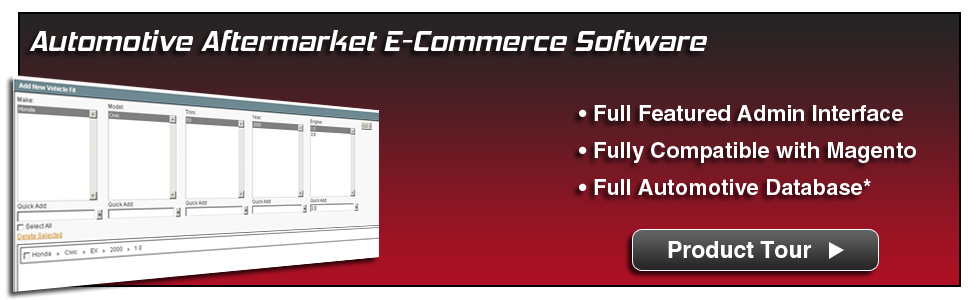 Automotive Aftermarket E-Commerce Software
Add New Vehicle Fit
Make: Model: Trim: Year: Engine:
Honda Civic EX 2000 1.8
Quick Add: Quick Add: Quick Add: Quick Add: Quick Add:
Select All
Delete Selected
Honda » Civic » EX » 2000 » 1.8
• Full Featured Admin Interface
• Fully Compatible with Magento
• Full Automotive Database*
Product Tour